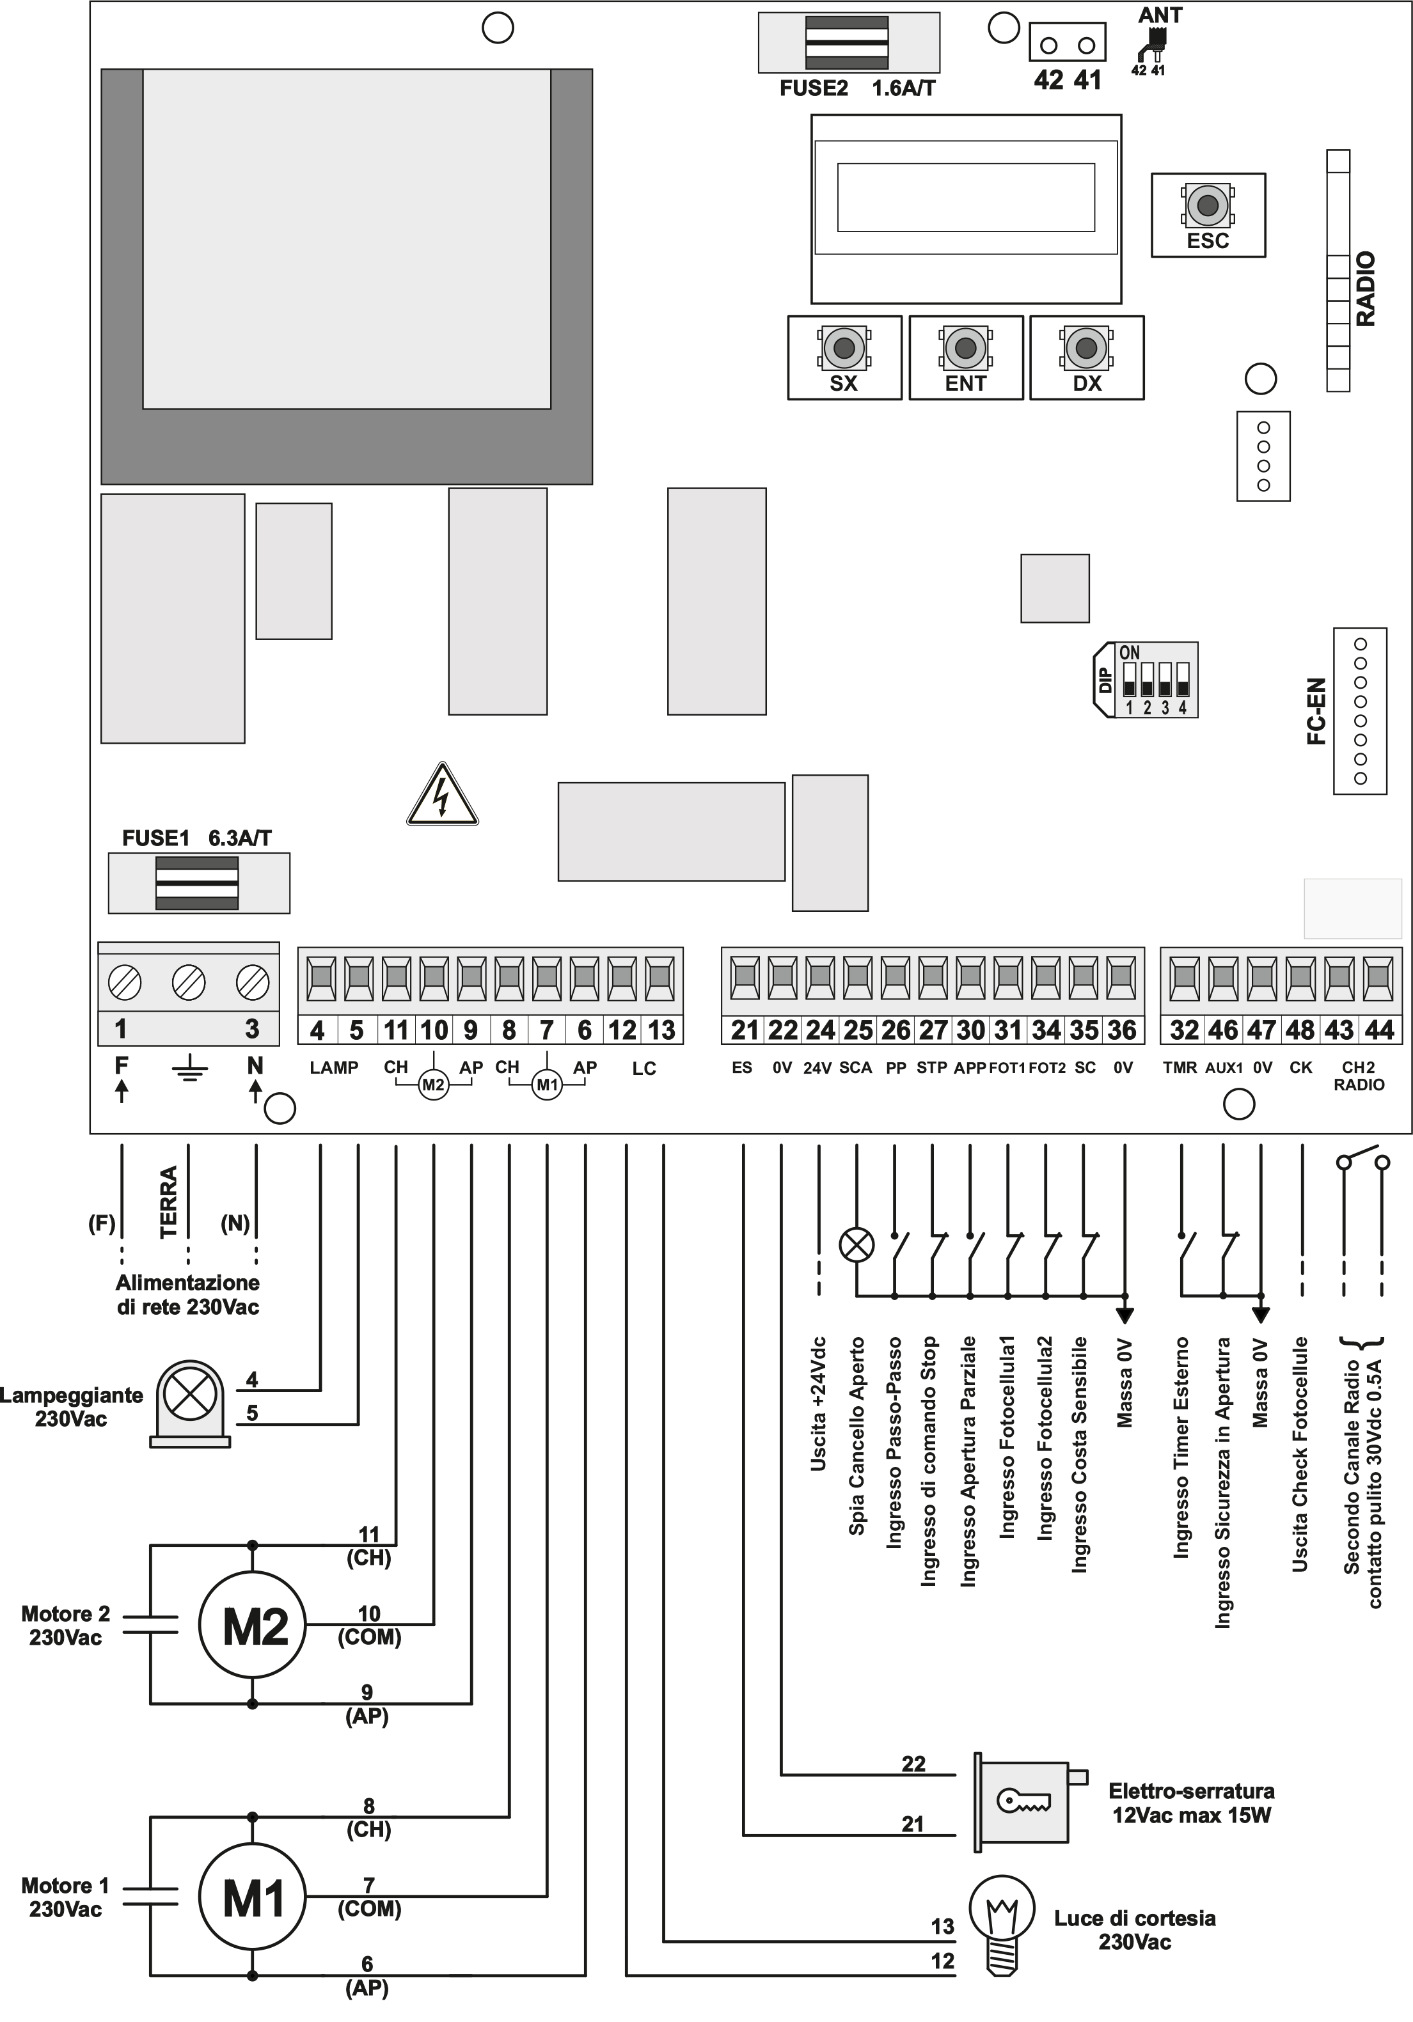 ANT
42 41
42 41
FUSE2 1.6A/T
ESC
RADIO
SX
ENT
DX
ON
DIP
1 2 3 4
FC-EN
FUSE1 6.3A/T
1 3
4 5 11 10 9 8 7 6 12 13
21 22 24 25 26 27 30 31 34 35 36
32 46 47 48 43 44
F N
LAMP CH M2 AP CH M1 AP LC
ES 0V 24V SCA PP STP APP FOT1 FOT2 SC 0V
TMR AUX1 0V CK CH2
RADIO
(F)
TERRA
(N)
Alimentazione
di rete 230Vac
Lampeggiante
230Vac
4
5
Motore 2
230Vac
M2
11
(CH)
10
(COM)
9
(AP)
Motore 1
230Vac
M1
8
(CH)
7
(COM)
6
(AP)
Uscita +24Vdc
Spia Cancello Aperto
Ingresso Passo-Passo
Ingresso di comando Stop
Ingresso Apertura Parziale
Ingresso Fotocellula1
Ingresso Fotocellula2
Ingresso Costa Sensibile
Massa 0V
Ingresso Timer Esterno
Ingresso Sicurezza in Apertura
Massa 0V
Uscita Check Fotocellule
Secondo Canale Radio
contatto pulito 30Vdc 0.5A
22
21
Elettro-serratura
12Vac max 15W
13
12
Luce di cortesia
230Vac